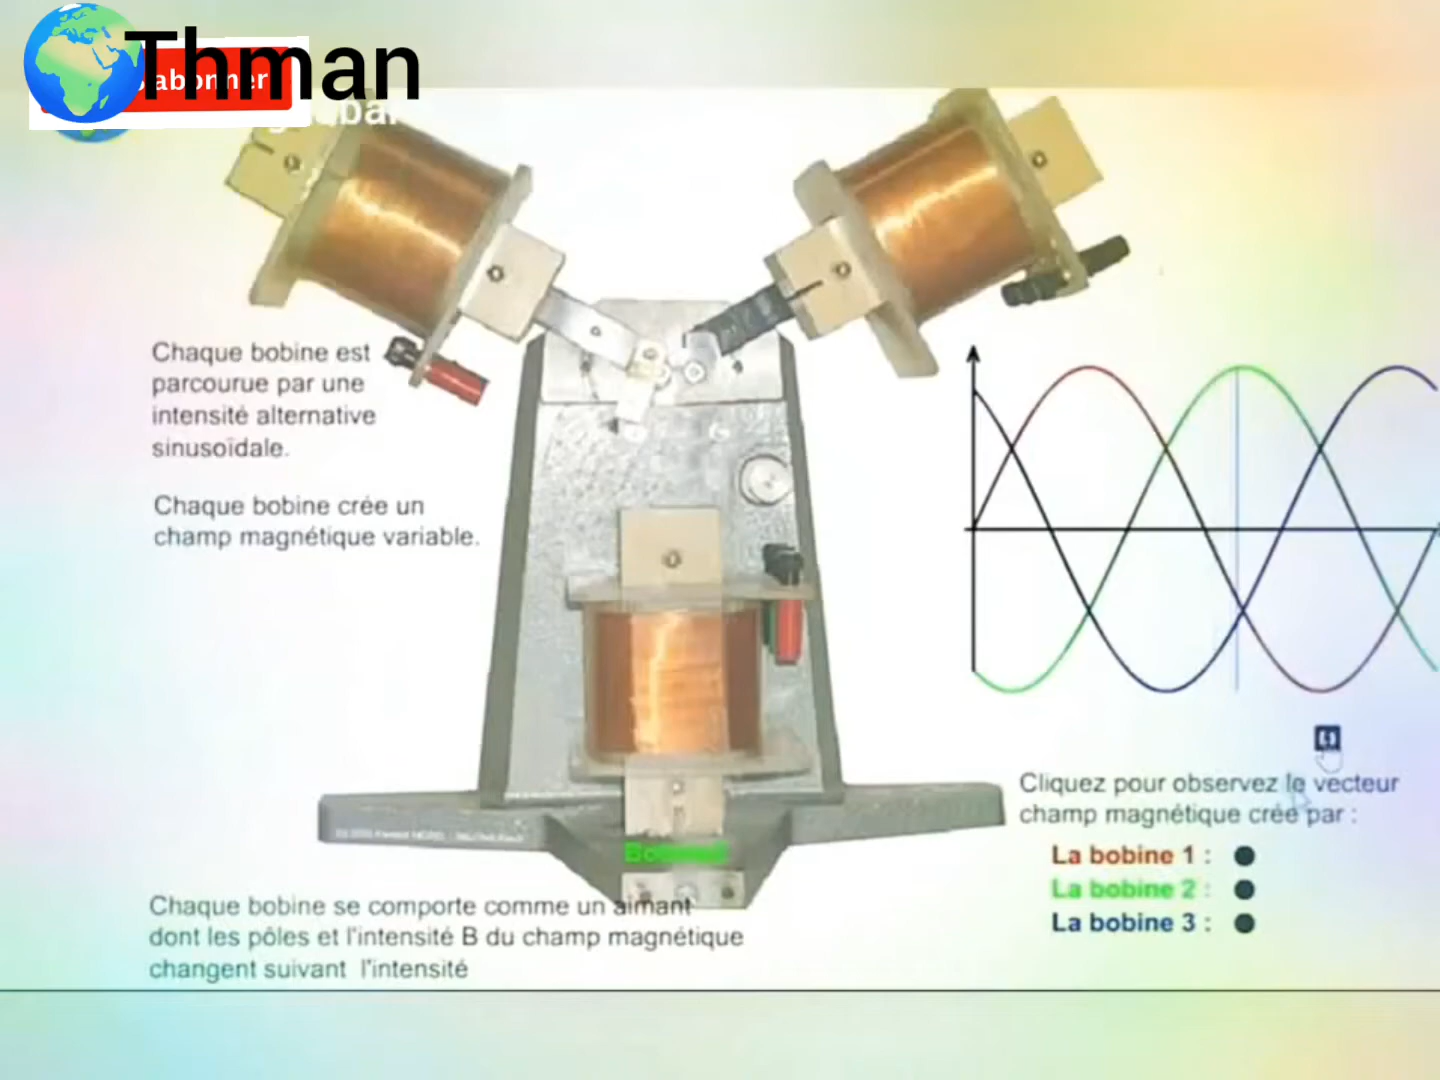 Thman
abonner
Chaque bobine est
parcourue par une
intensité alternative
sinusoïdale.
Chaque bobine crée un
champ magnétique variable.
Cliquez pour observez le vecteur
champ magnétique crée par :
La bobine 1 :
La bobine 2 :
La bobine 3 :
Chaque bobine se comporte comme un aimant
dont les pôles et l'intensité B du champ magnétique
changent suivant l'intensité